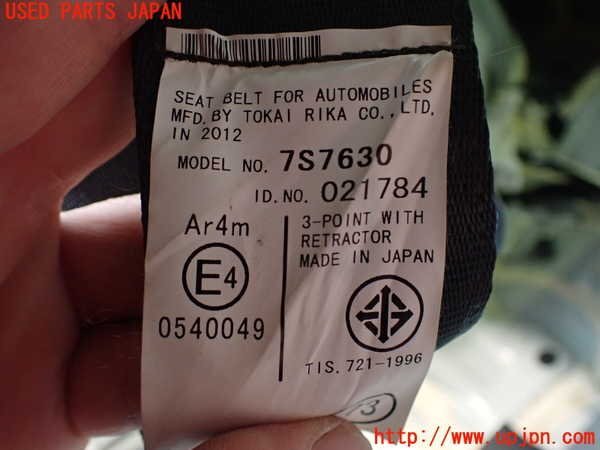 USED PARTS JAPAN
SEAT BELT FOR AUTOMOBILES
MFD. BY TOKAI RIKA CO., LTD.
IN 2012
MODEL NO. 7S7630
ID. NO. 021784
Ar4m
E4
0540049
3-POINT WITH
RETRACTOR
MADE IN JAPAN
TIS. 721-1996
http://www.upjpn.com/